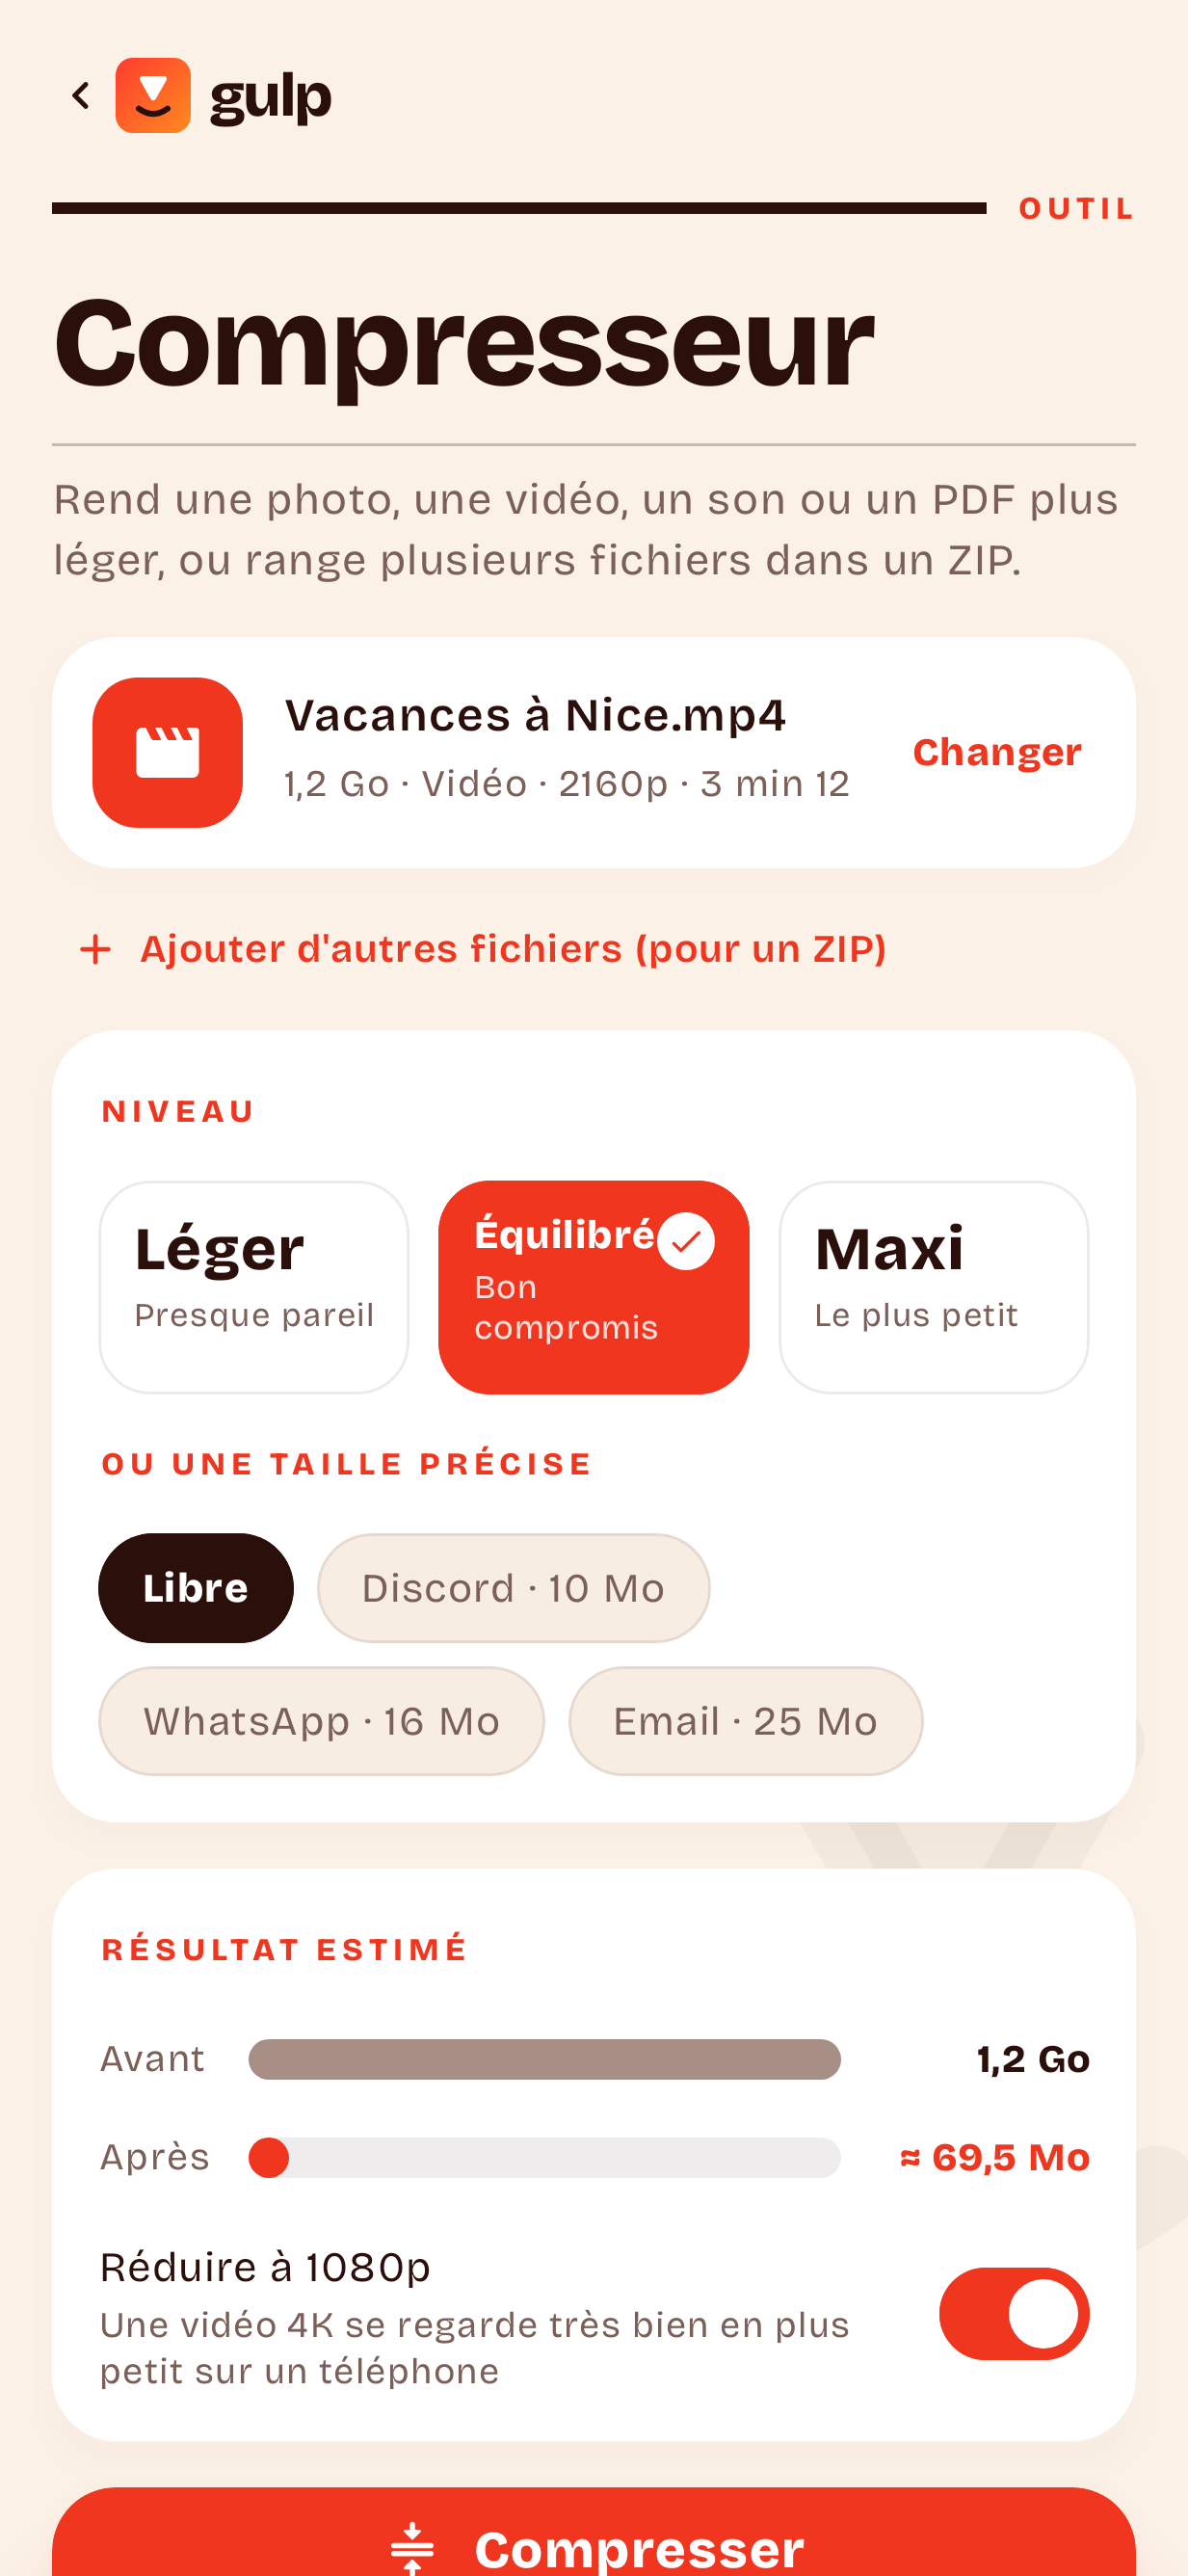 gulp
OUTIL
Compresseur
Rend une photo, une vidéo, un son ou un PDF plus
léger, ou range plusieurs fichiers dans un ZIP.
Vacances à Nice.mp4
1,2 Go · Vidéo · 2160p · 3 min 12
Changer
+ Ajouter d'autres fichiers (pour un ZIP)
NIVEAU
Léger
Presque pareil
Équilibré
Bon
compromis
Maxi
Le plus petit
OU UNE TAILLE PRÉCISE
Libre
Discord · 10 Mo
WhatsApp · 16 Mo
Email · 25 Mo
RÉSULTAT ESTIMÉ
Avant
1,2 Go
Après
≈ 69,5 Mo
Réduire à 1080p
Une vidéo 4K se regarde très bien en plus
petit sur un téléphone
Compresser